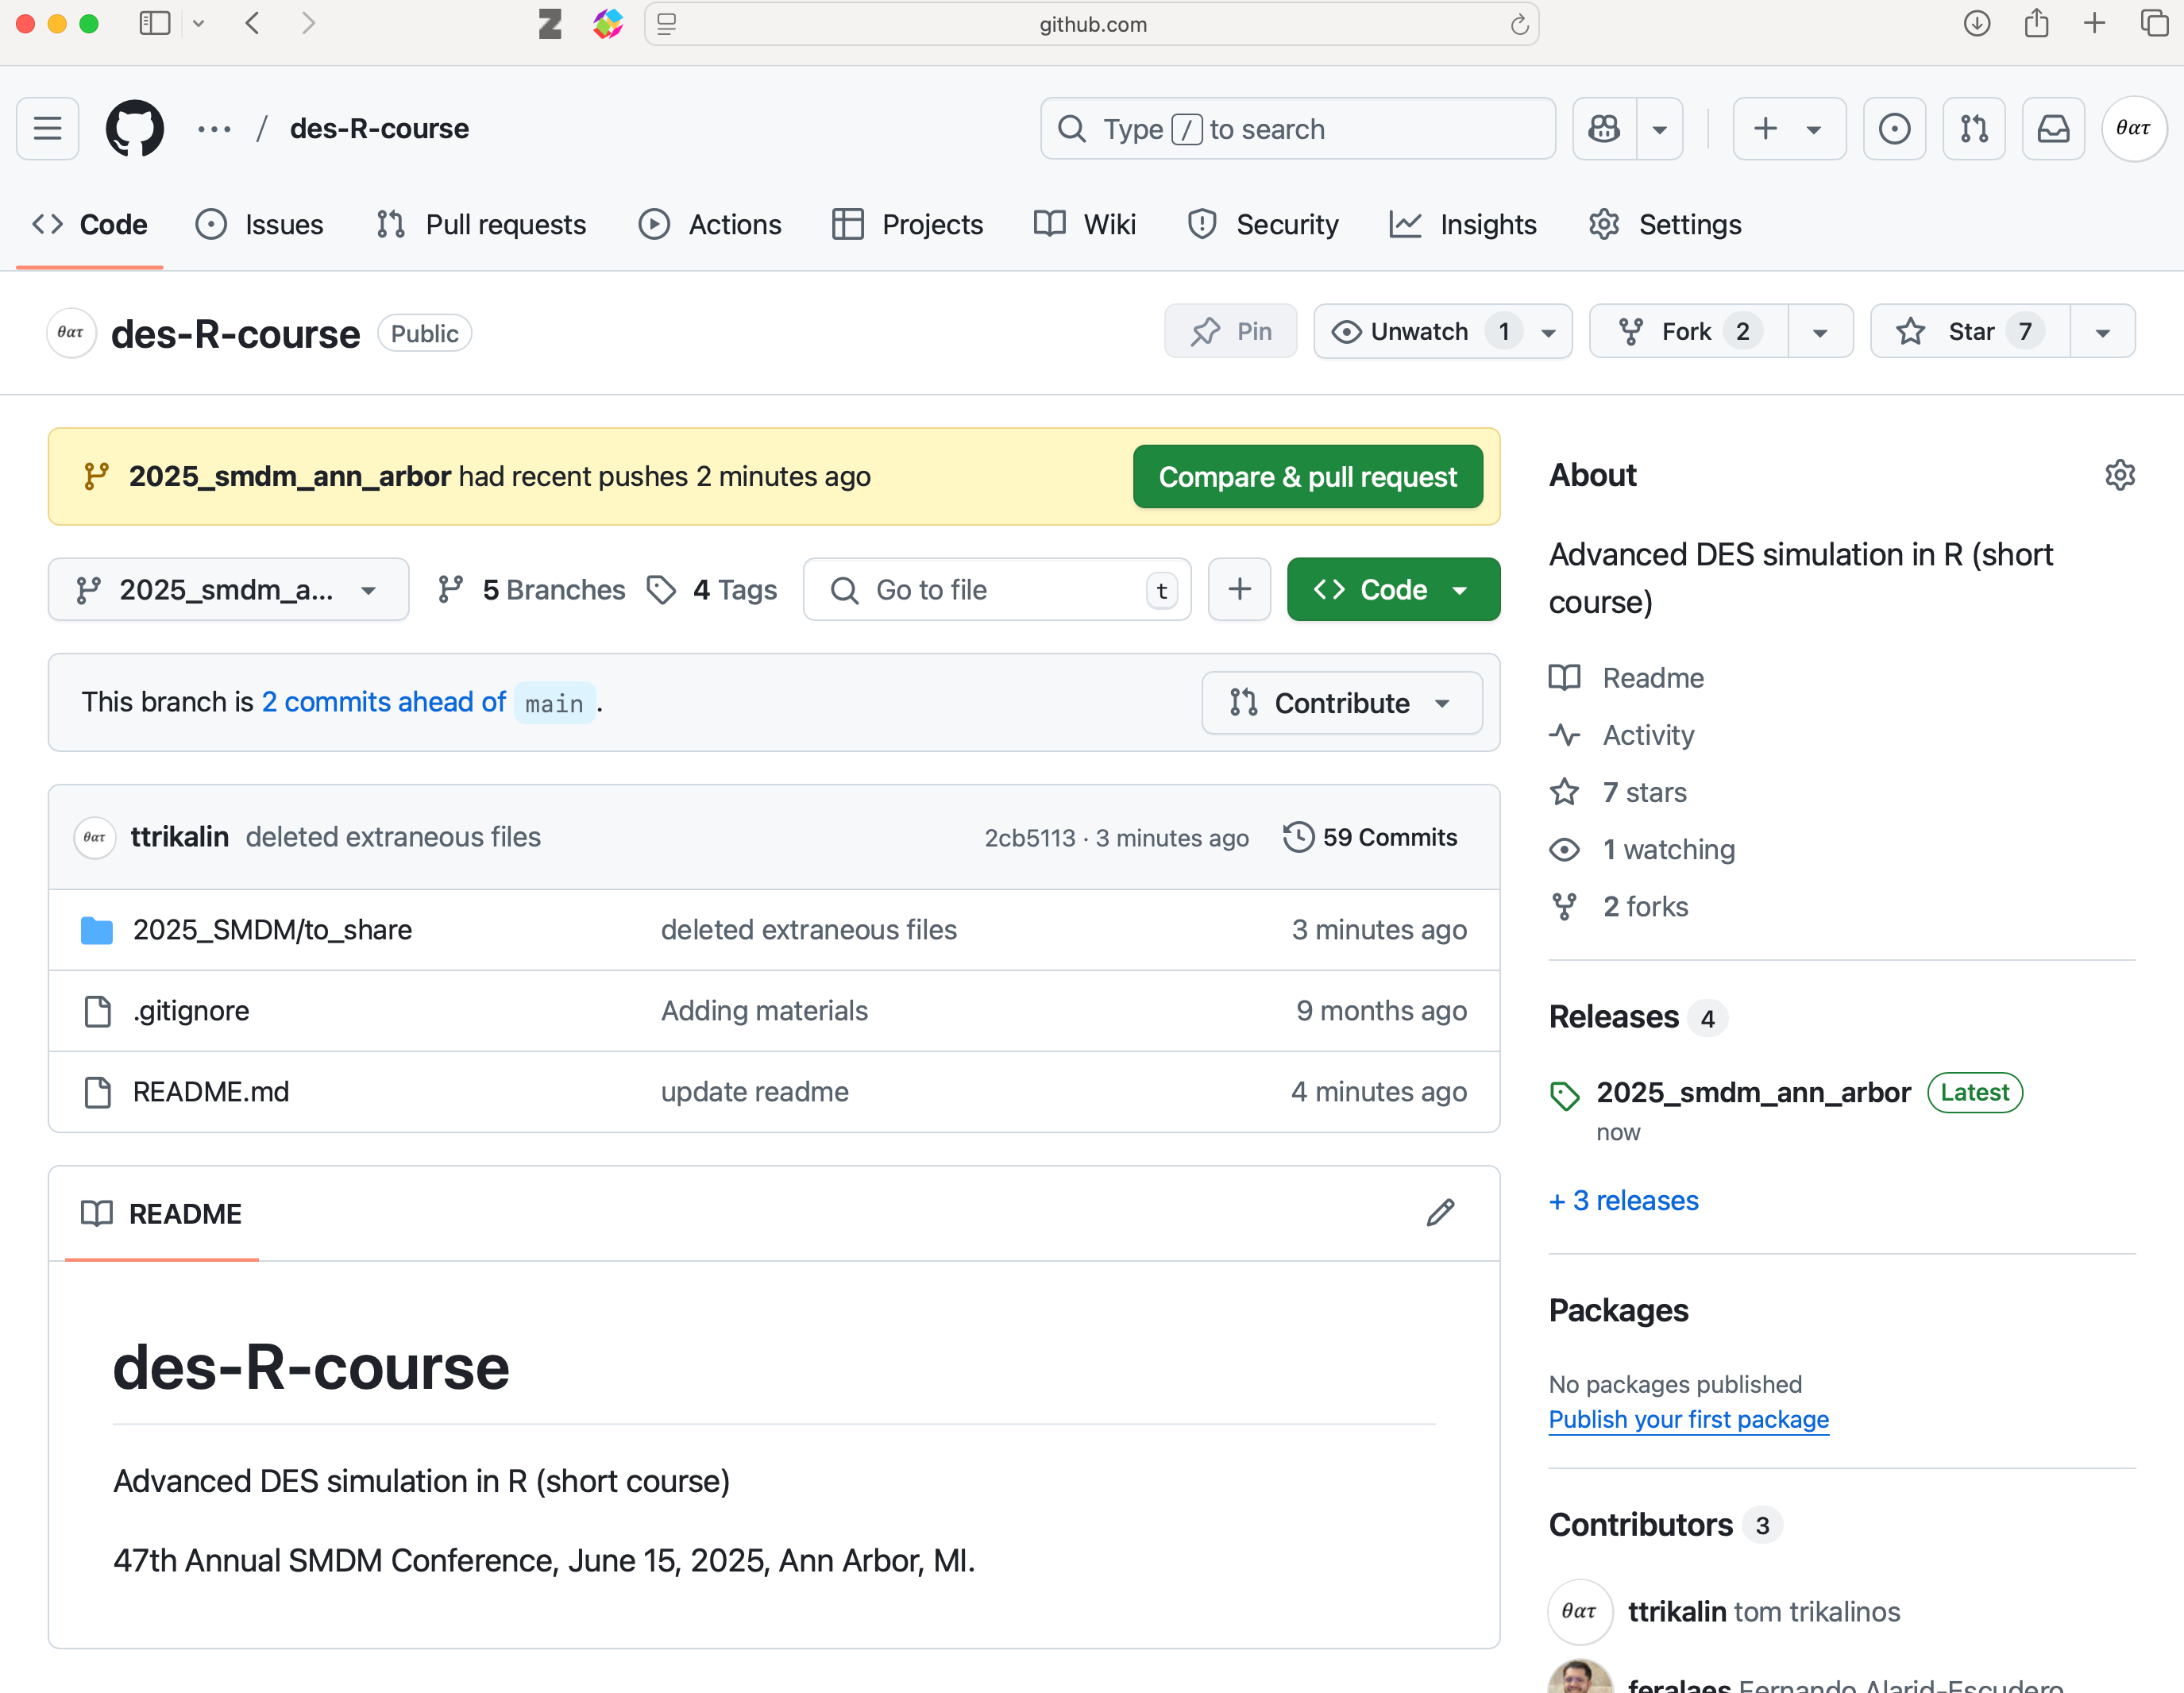 github.com
/ des-R-course
Type / to search
θατ
Code
Issues
Pull requests
Actions
Projects
Wiki
Security
Insights
Settings
θατ
des-R-course Public
Pin
Unwatch 1
Fork 2
Star 7
2025_smdm_ann_arbor had recent pushes 2 minutes ago
Compare & pull request
2025_smdm_a...
5 Branches
4 Tags
Go to file t
Code
This branch is 2 commits ahead of main .
Contribute
θατ
ttrikalin deleted extraneous files
2cb5113 · 3 minutes ago
59 Commits
2025_SMDM/to_share deleted extraneous files 3 minutes ago
.gitignore Adding materials 9 months ago
README.md update readme 4 minutes ago
README
des-R-course
Advanced DES simulation in R (short course)
47th Annual SMDM Conference, June 15, 2025, Ann Arbor, MI.
About
Advanced DES simulation in R (short
course)
Readme
Activity
7 stars
1 watching
2 forks
Releases 4
2025_smdm_ann_arbor Latest
now
+ 3 releases
Packages
No packages published
Publish your first package
Contributors 3
θατ
ttrikalin tom trikalinos
feralaes Fernando Alarid-Escudero